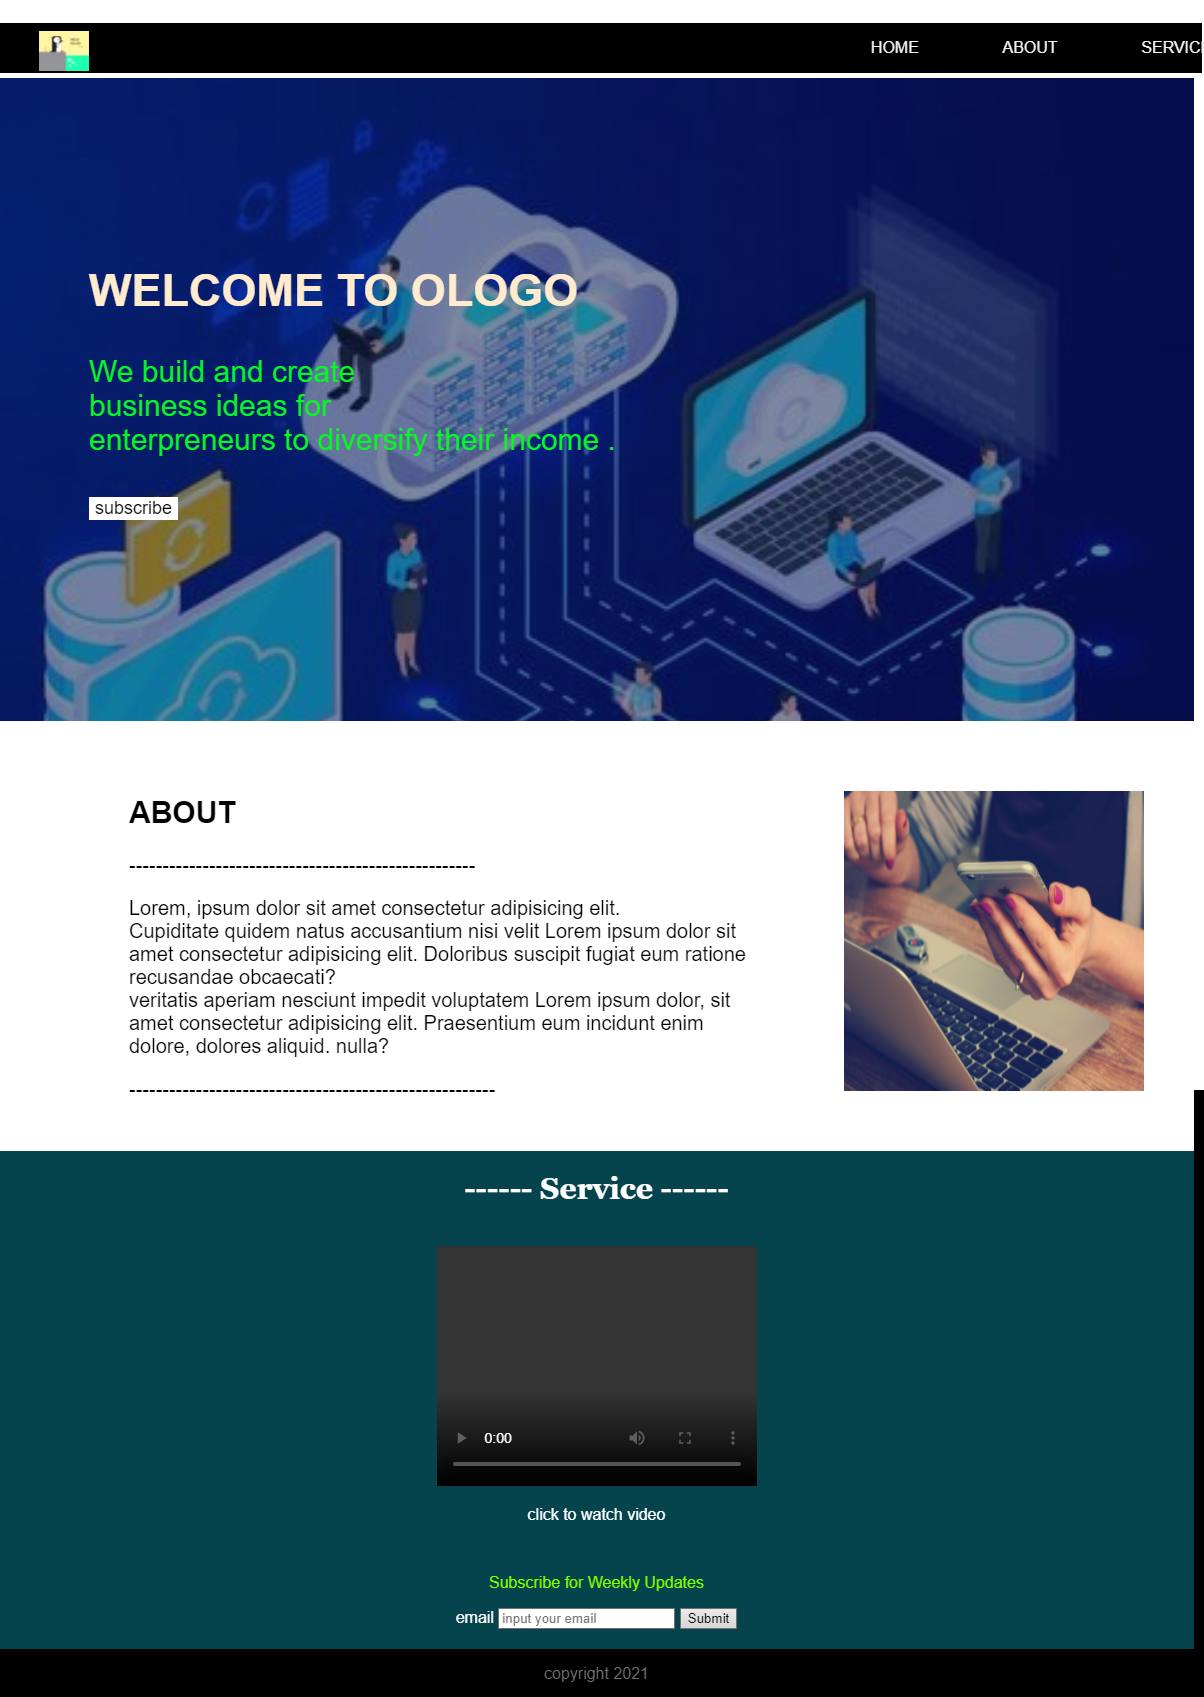 HOME ABOUT SERVIC
WELCOME TO OLOGO
We build and create
business ideas for
enterpreneurs to diversify their income .
subscribe
ABOUT
----------------------------------------------------
Lorem, ipsum dolor sit amet consectetur adipisicing elit.
Cupiditate quidem natus accusantium nisi velit Lorem ipsum dolor sit
amet consectetur adipisicing elit. Doloribus suscipit fugiat eum ratione
recusandae obcaecati?
veritatis aperiam nesciunt impedit voluptatem Lorem ipsum dolor, sit
amet consectetur adipisicing elit. Praesentium eum incidunt enim
dolore, dolores aliquid. nulla?
-------------------------------------------------------
------ Service ------
0:00
click to watch video
Subscribe for Weekly Updates
email input your email Submit
copyright 2021